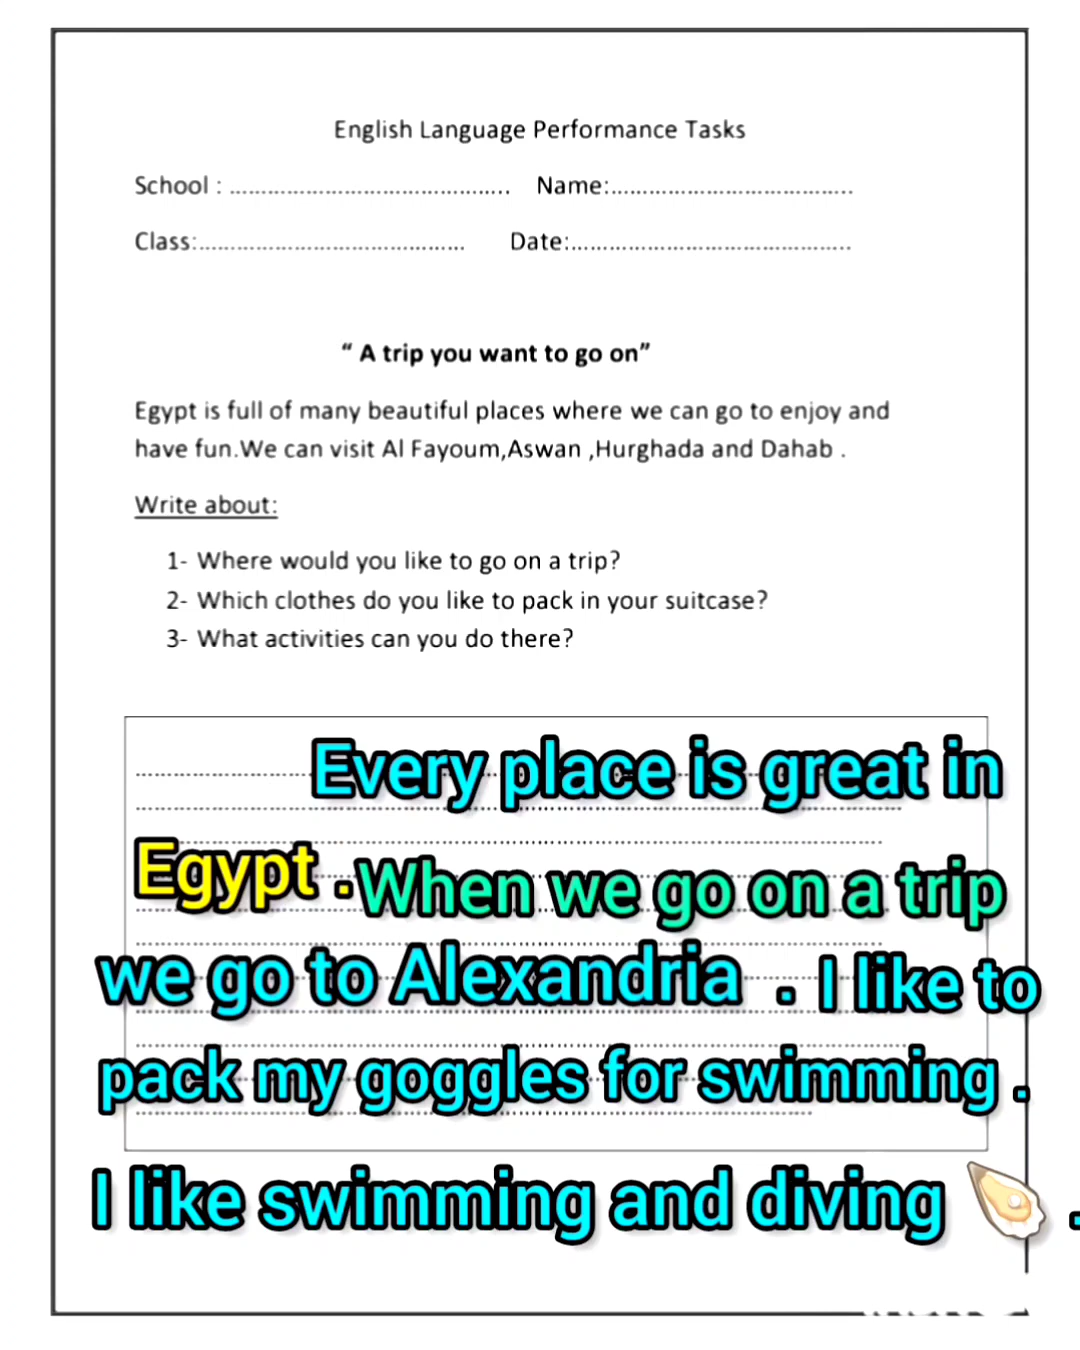 English Language Performance Tasks
School : ............................................. Name:.......................................
Class:........................................... Date:.............................................
“ A trip you want to go on”
Egypt is full of many beautiful places where we can go to enjoy and
have fun.We can visit Al Fayoum,Aswan ,Hurghada and Dahab .
Write about:
1- Where would you like to go on a trip?
2- Which clothes do you like to pack in your suitcase?
3- What activities can you do there?
Every place is great in
Egypt .When we go on a trip
we go to Alexandria . I like to
pack my goggles for swimming .
I like swimming and diving 🦪 .